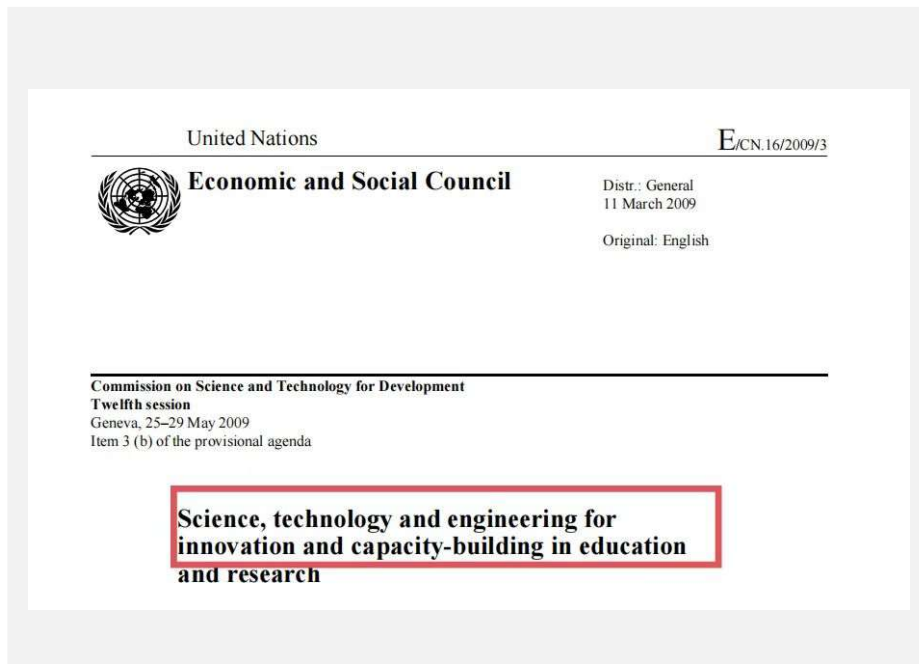 United Nations
E/CN.16/2009/3
Economic and Social Council
Distr.: General
11 March 2009
Original: English
Commission on Science and Technology for Development
Twelfth session
Geneva, 25–29 May 2009
Item 3 (b) of the provisional agenda
Science, technology and engineering for
innovation and capacity-building in education
and research